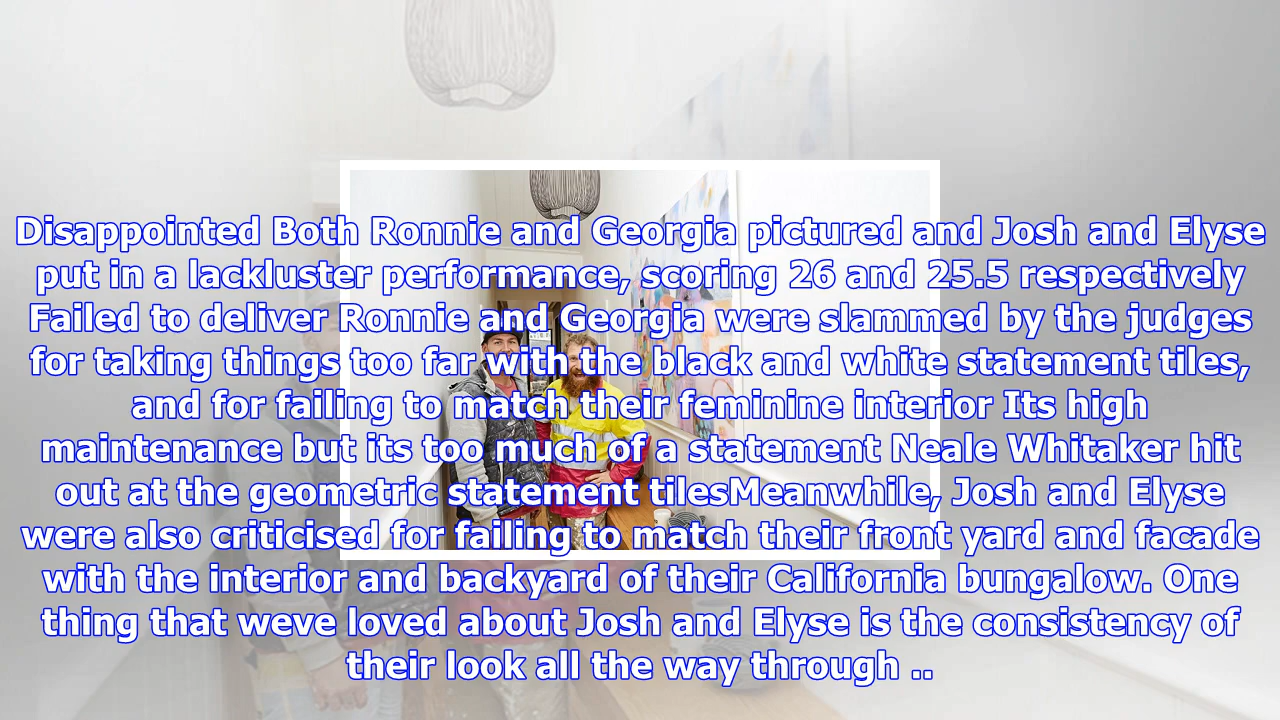 Disappointed Both Ronnie and Georgia pictured and Josh and Elyse
put in a lackluster performance, scoring 26 and 25.5 respectively
Failed to deliver Ronnie and Georgia were slammed by the judges
for taking things too far with the black and white statement tiles,
and for failing to match their feminine interior Its high
maintenance but its too much of a statement Neale Whitaker hit
out at the geometric statement tilesMeanwhile, Josh and Elyse
were also criticised for failing to match their front yard and facade
with the interior and backyard of their California bungalow. One
thing that weve loved about Josh and Elyse is the consistency of
their look all the way through ..